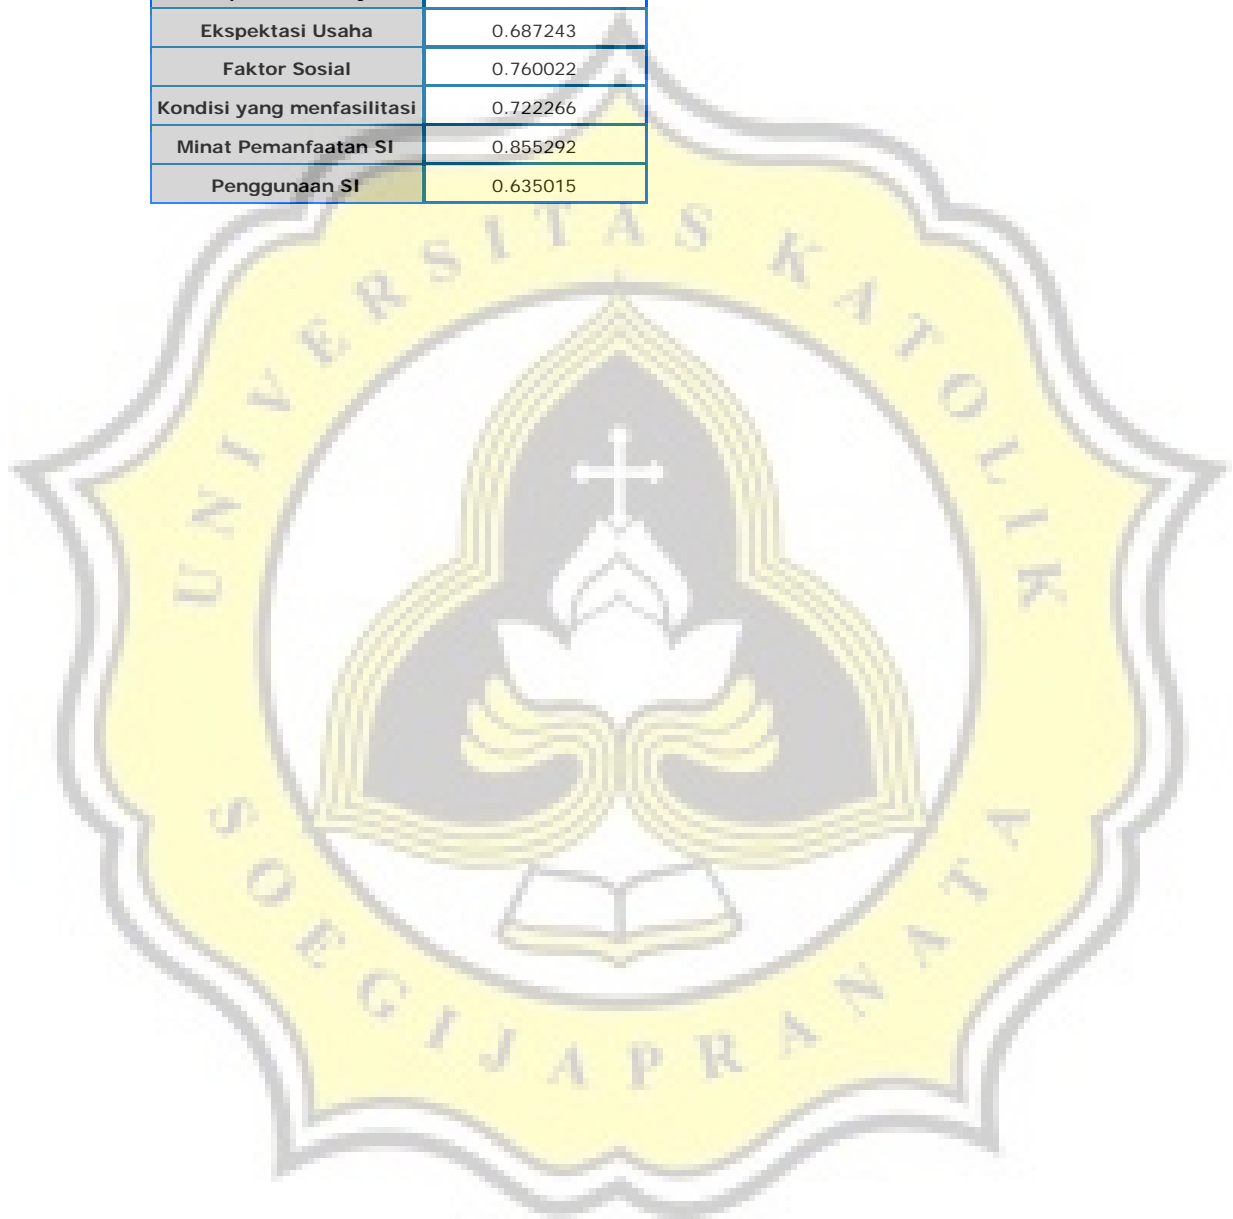 Ekspektasi Usaha 0.687243
Faktor Sosial 0.760022
Kondisi yang menfasilitasi 0.722266
Minat Pemanfaatan SI 0.855292
Penggunaan SI 0.635015
UNIVERSITAS KATOLIK
SOEGIJAPRANATA